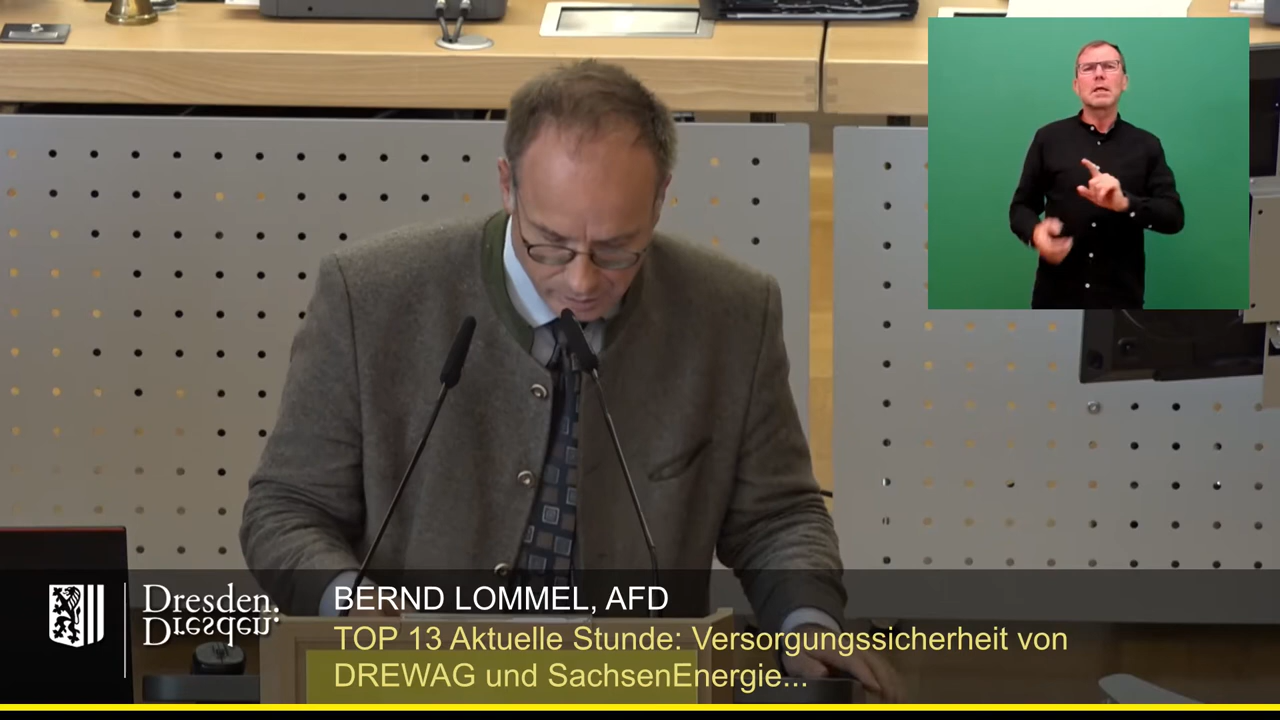 Dresden.
Dresden.
BERND LOMMEL, AFD
TOP 13 Aktuelle Stunde: Versorgungssicherheit von
DREWAG und SachsenEnergie...